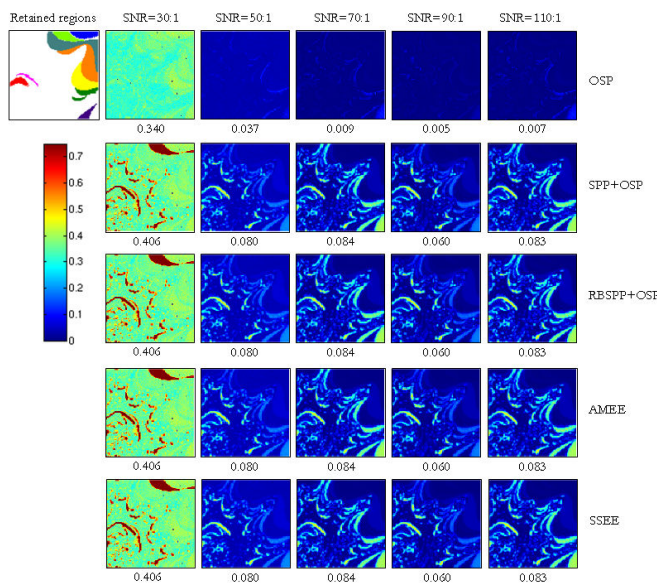 Retained regions SNR=30:1 SNR=50:1 SNR=70:1 SNR=90:1 SNR=110:1
OSP
0.340 0.037 0.009 0.005 0.007
0.7
0.6
0.5
0.4
0.3
0.2
0.1
0
SPP+OSP
0.406 0.080 0.084 0.060 0.083
RBSPP+OSP
0.406 0.080 0.084 0.060 0.083
AMEE
0.406 0.080 0.084 0.060 0.083
SSEE
0.406 0.080 0.084 0.060 0.083